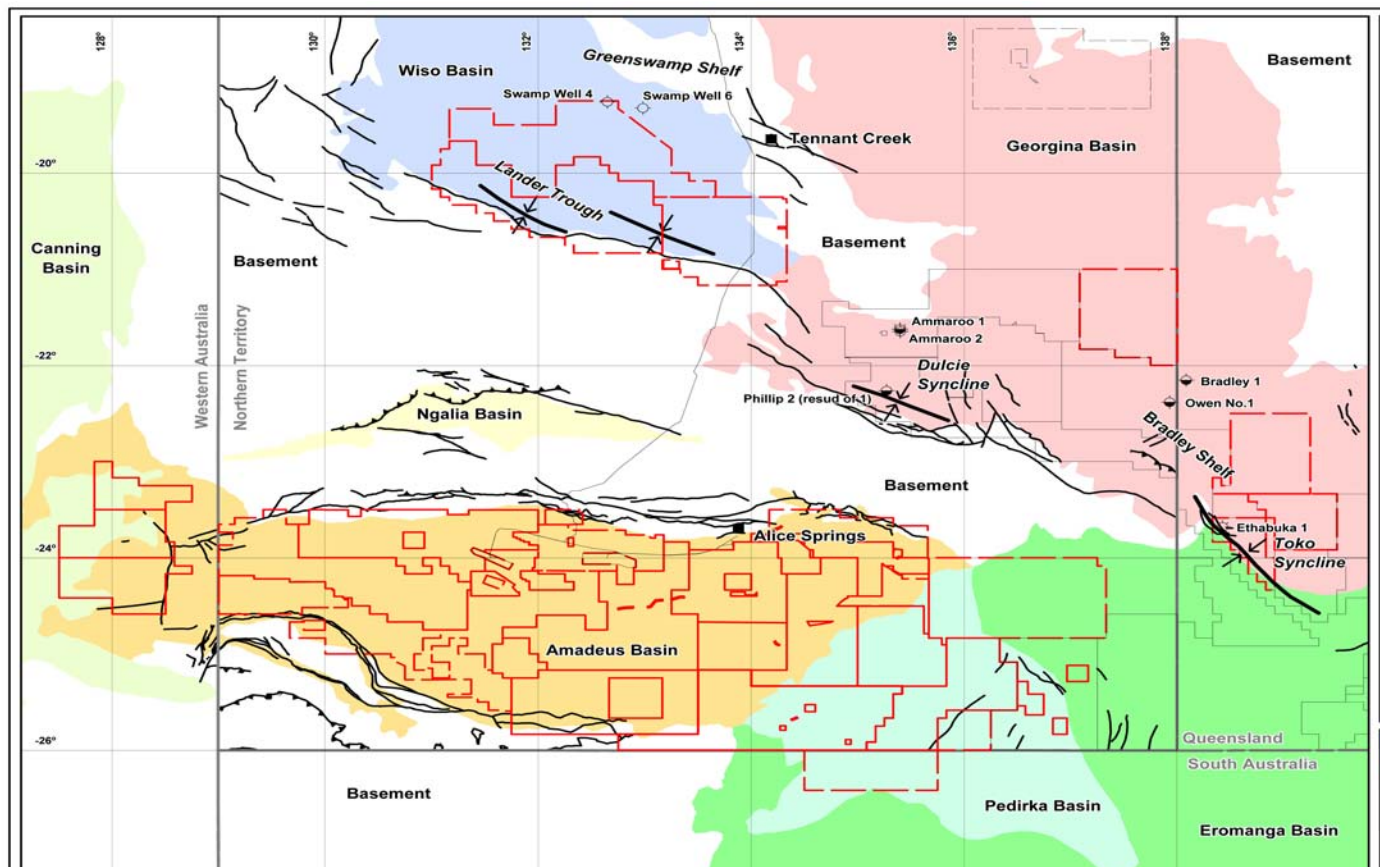 128°
130°
132°
134°
136°
138°
Wiso Basin
Greenswamp Shelf
Basement
Swamp Well 4
Swamp Well 6
Tennant Creek
Georgina Basin
-20°
Lander Trough
Canning
Basin
Basement
Basement
Western Australia
Northern Territory
Ammaroo 1
Ammaroo 2
-22°
Dulcie
Syncline
Bradley 1
Phillip 2 (resud of 1)
Owen No.1
Ngalia Basin
Bradley Shelf
Basement
Ethabuka 1
Alice Springs
Toko
Syncline
-24°
Amadeus Basin
-26°
Queensland
South Australia
Basement
Pedirka Basin
Eromanga Basin